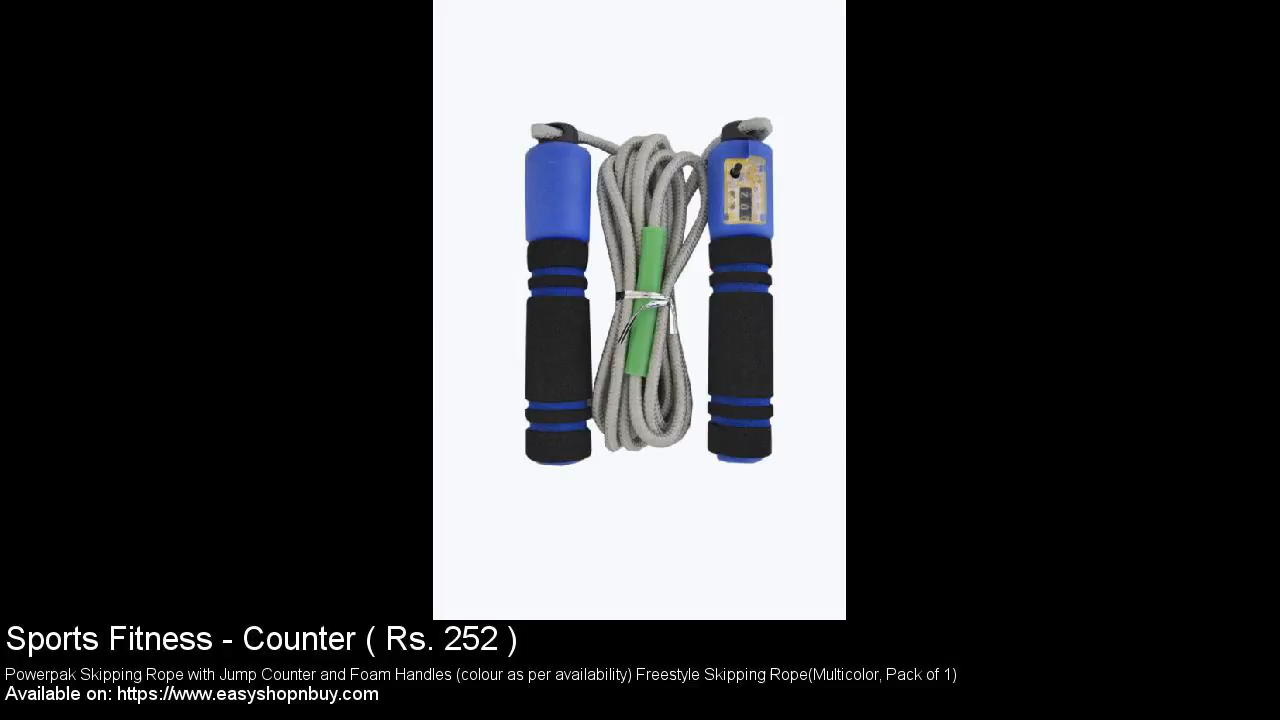 Sports Fitness - Counter ( Rs. 252 )
Powerpak Skipping Rope with Jump Counter and Foam Handles (colour as per availability) Freestyle Skipping Rope(Multicolor, Pack of 1)
Available on: https://www.easyshopnbuy.com